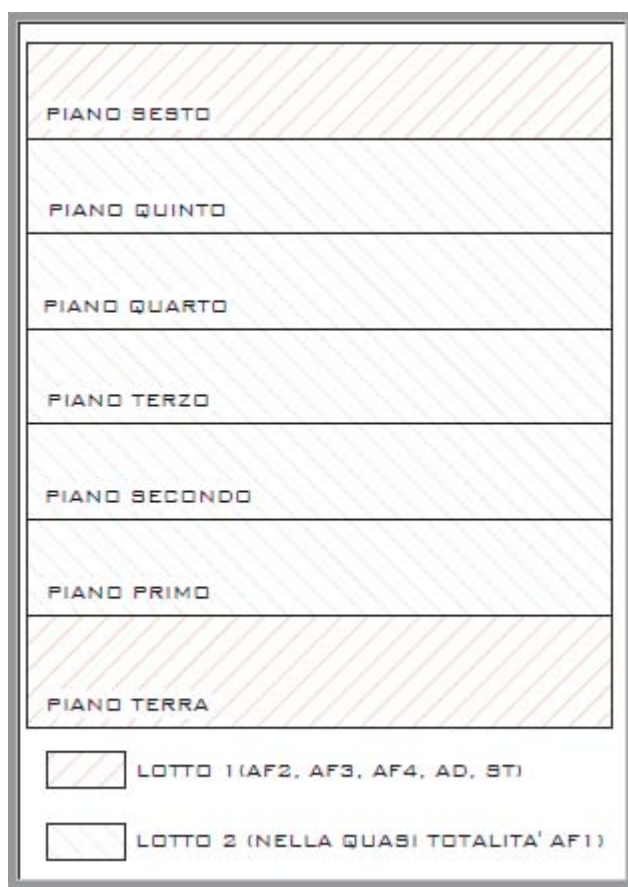 PIANO SESTO
PIANO QUINTO
PIANO QUARTO
PIANO TERZO
PIANO SECONDO
PIANO PRIMO
PIANO TERRA
LOTTO 1(AF2, AF3, AF4, AD, ST)
LOTTO 2 (NELLA QUASI TOTALITA' AF1)